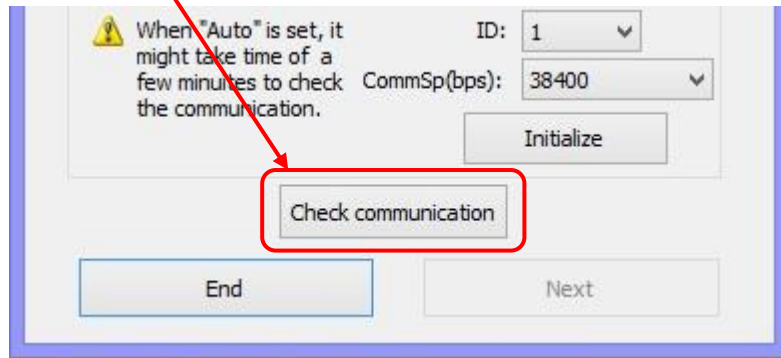 When "Auto" is set, it
might take time of a
few minuites to check
the communication.
ID: 1
CommSp(bps): 38400
Initialize
Check communication
End
Next